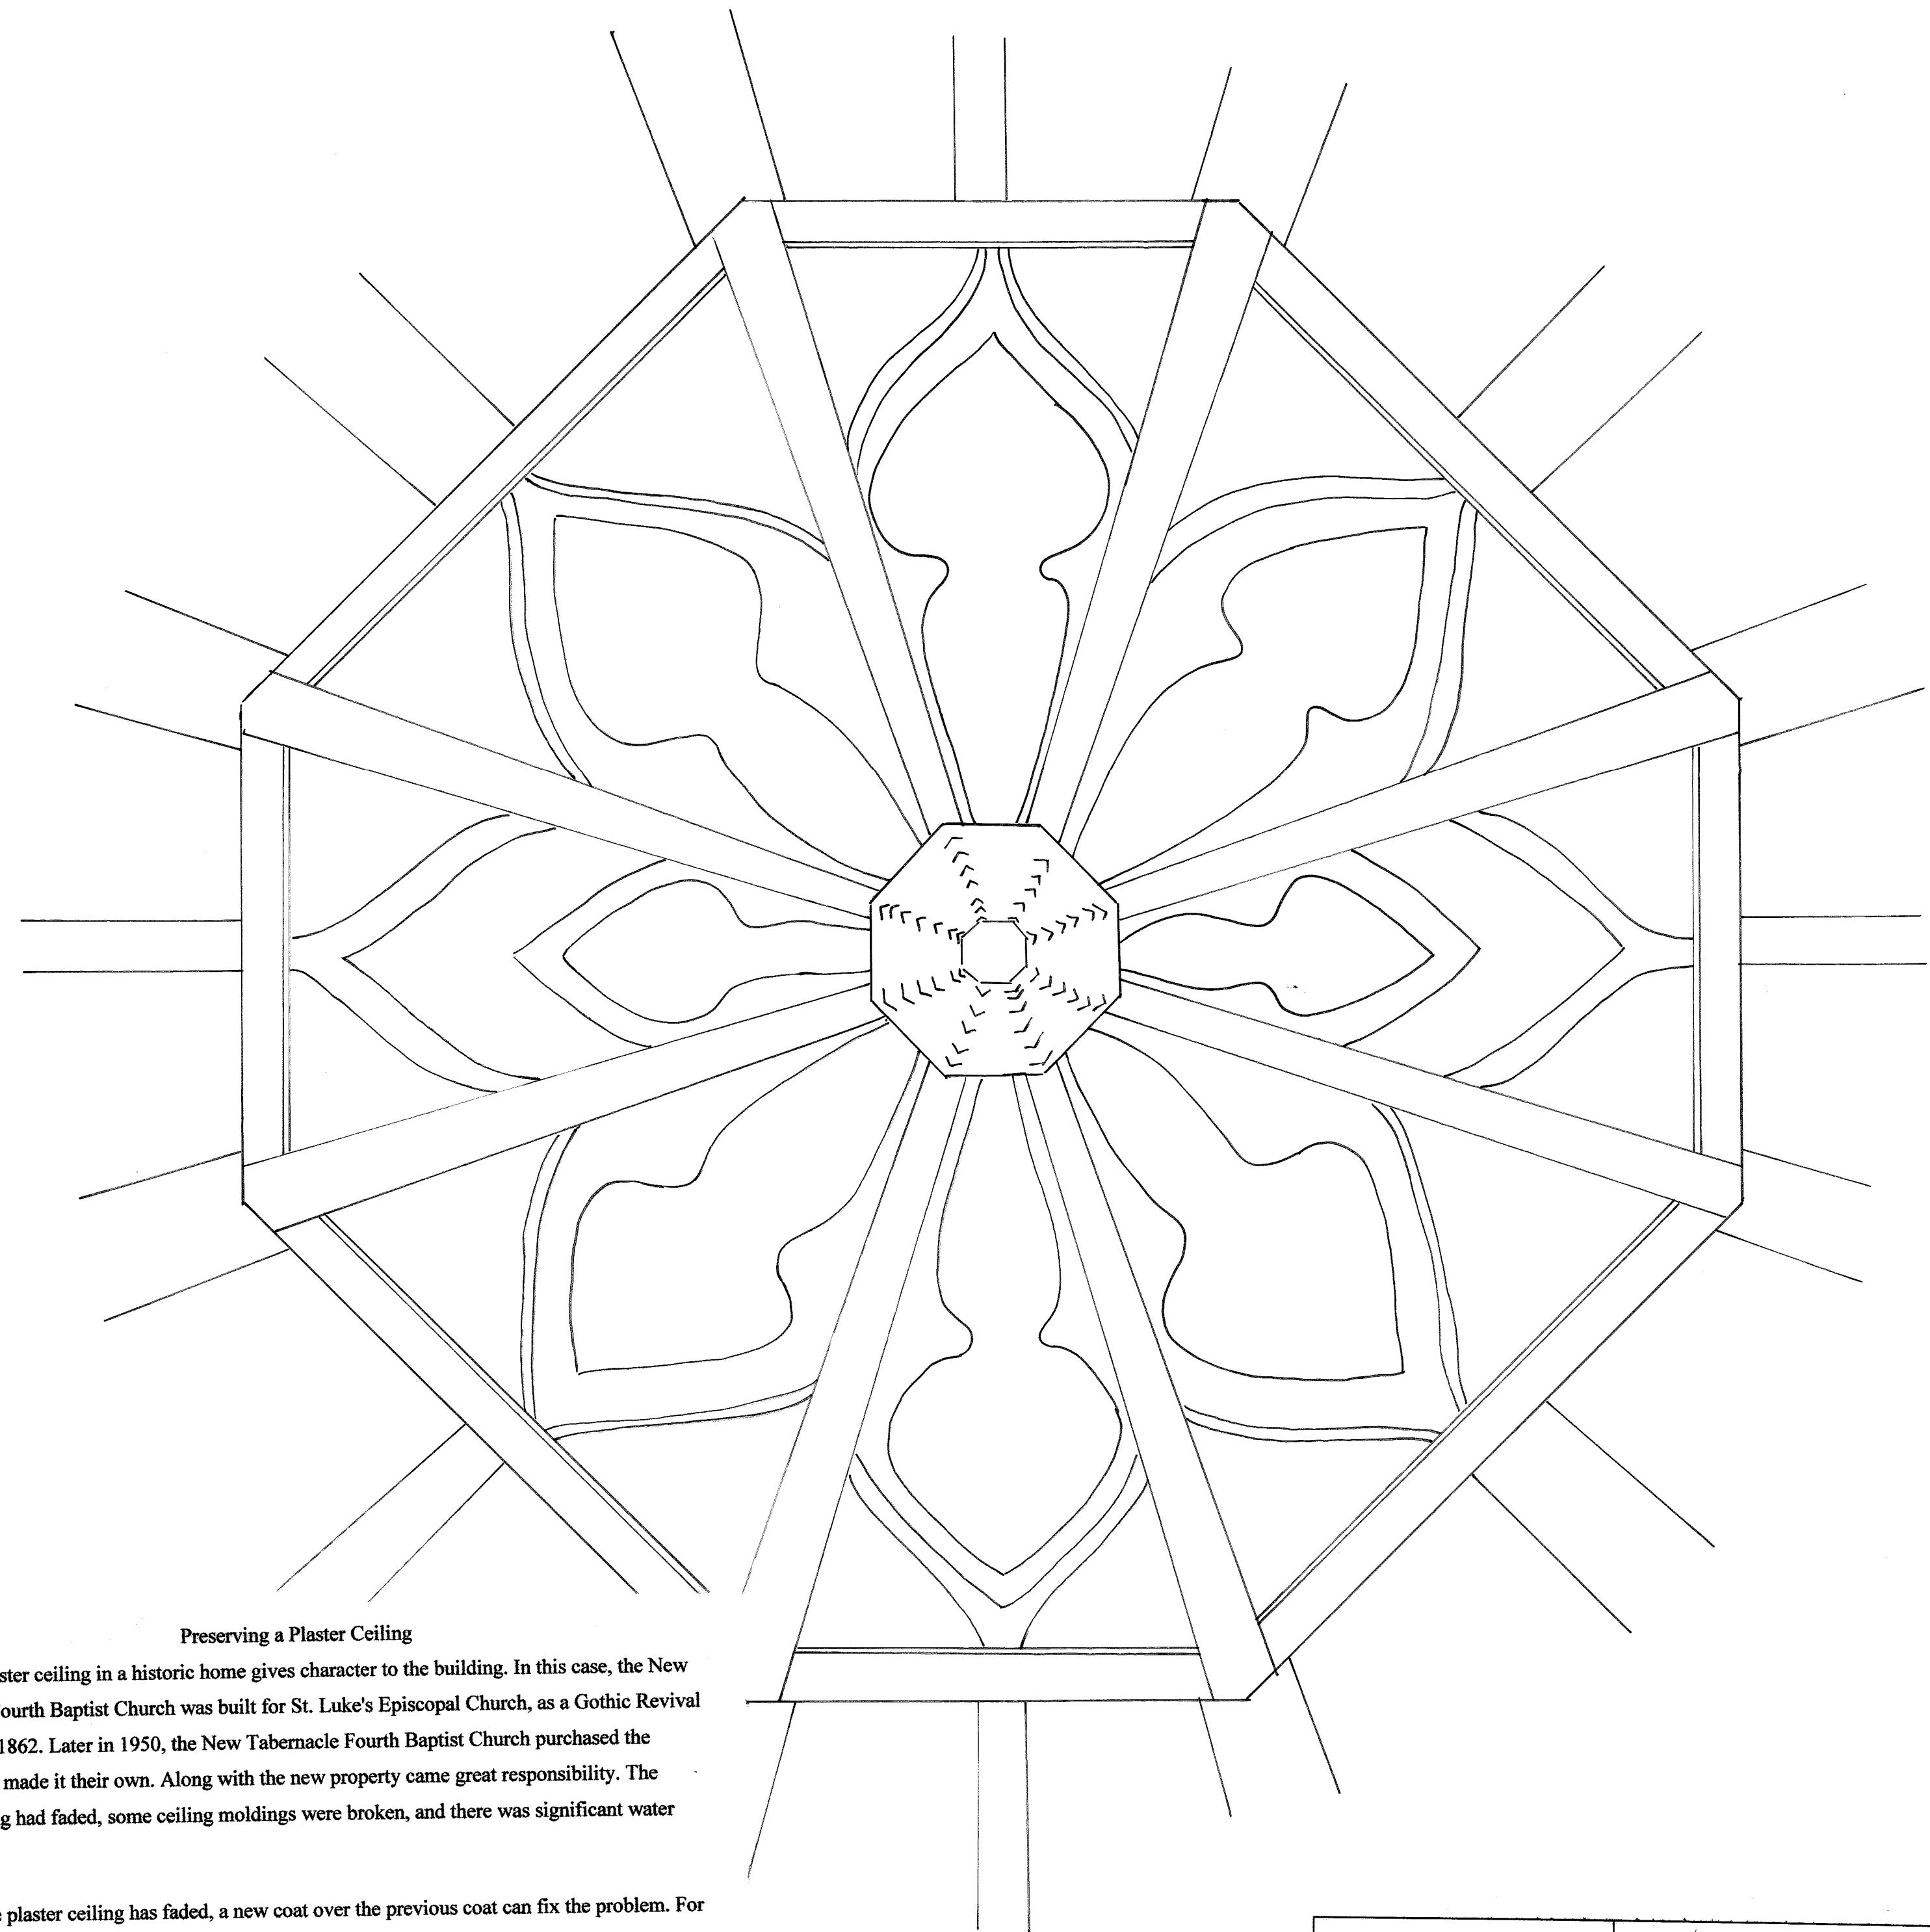 Preserving a Plaster Ceiling
ster ceiling in a historic home gives character to the building. In this case, the New
ourth Baptist Church was built for St. Luke's Episcopal Church, as a Gothic Revival
1862. Later in 1950, the New Tabernacle Fourth Baptist Church purchased the
made it their own. Along with the new property came great responsibility. The
g had faded, some ceiling moldings were broken, and there was significant water
plaster ceiling has faded, a new coat over the previous coat can fix the problem. For